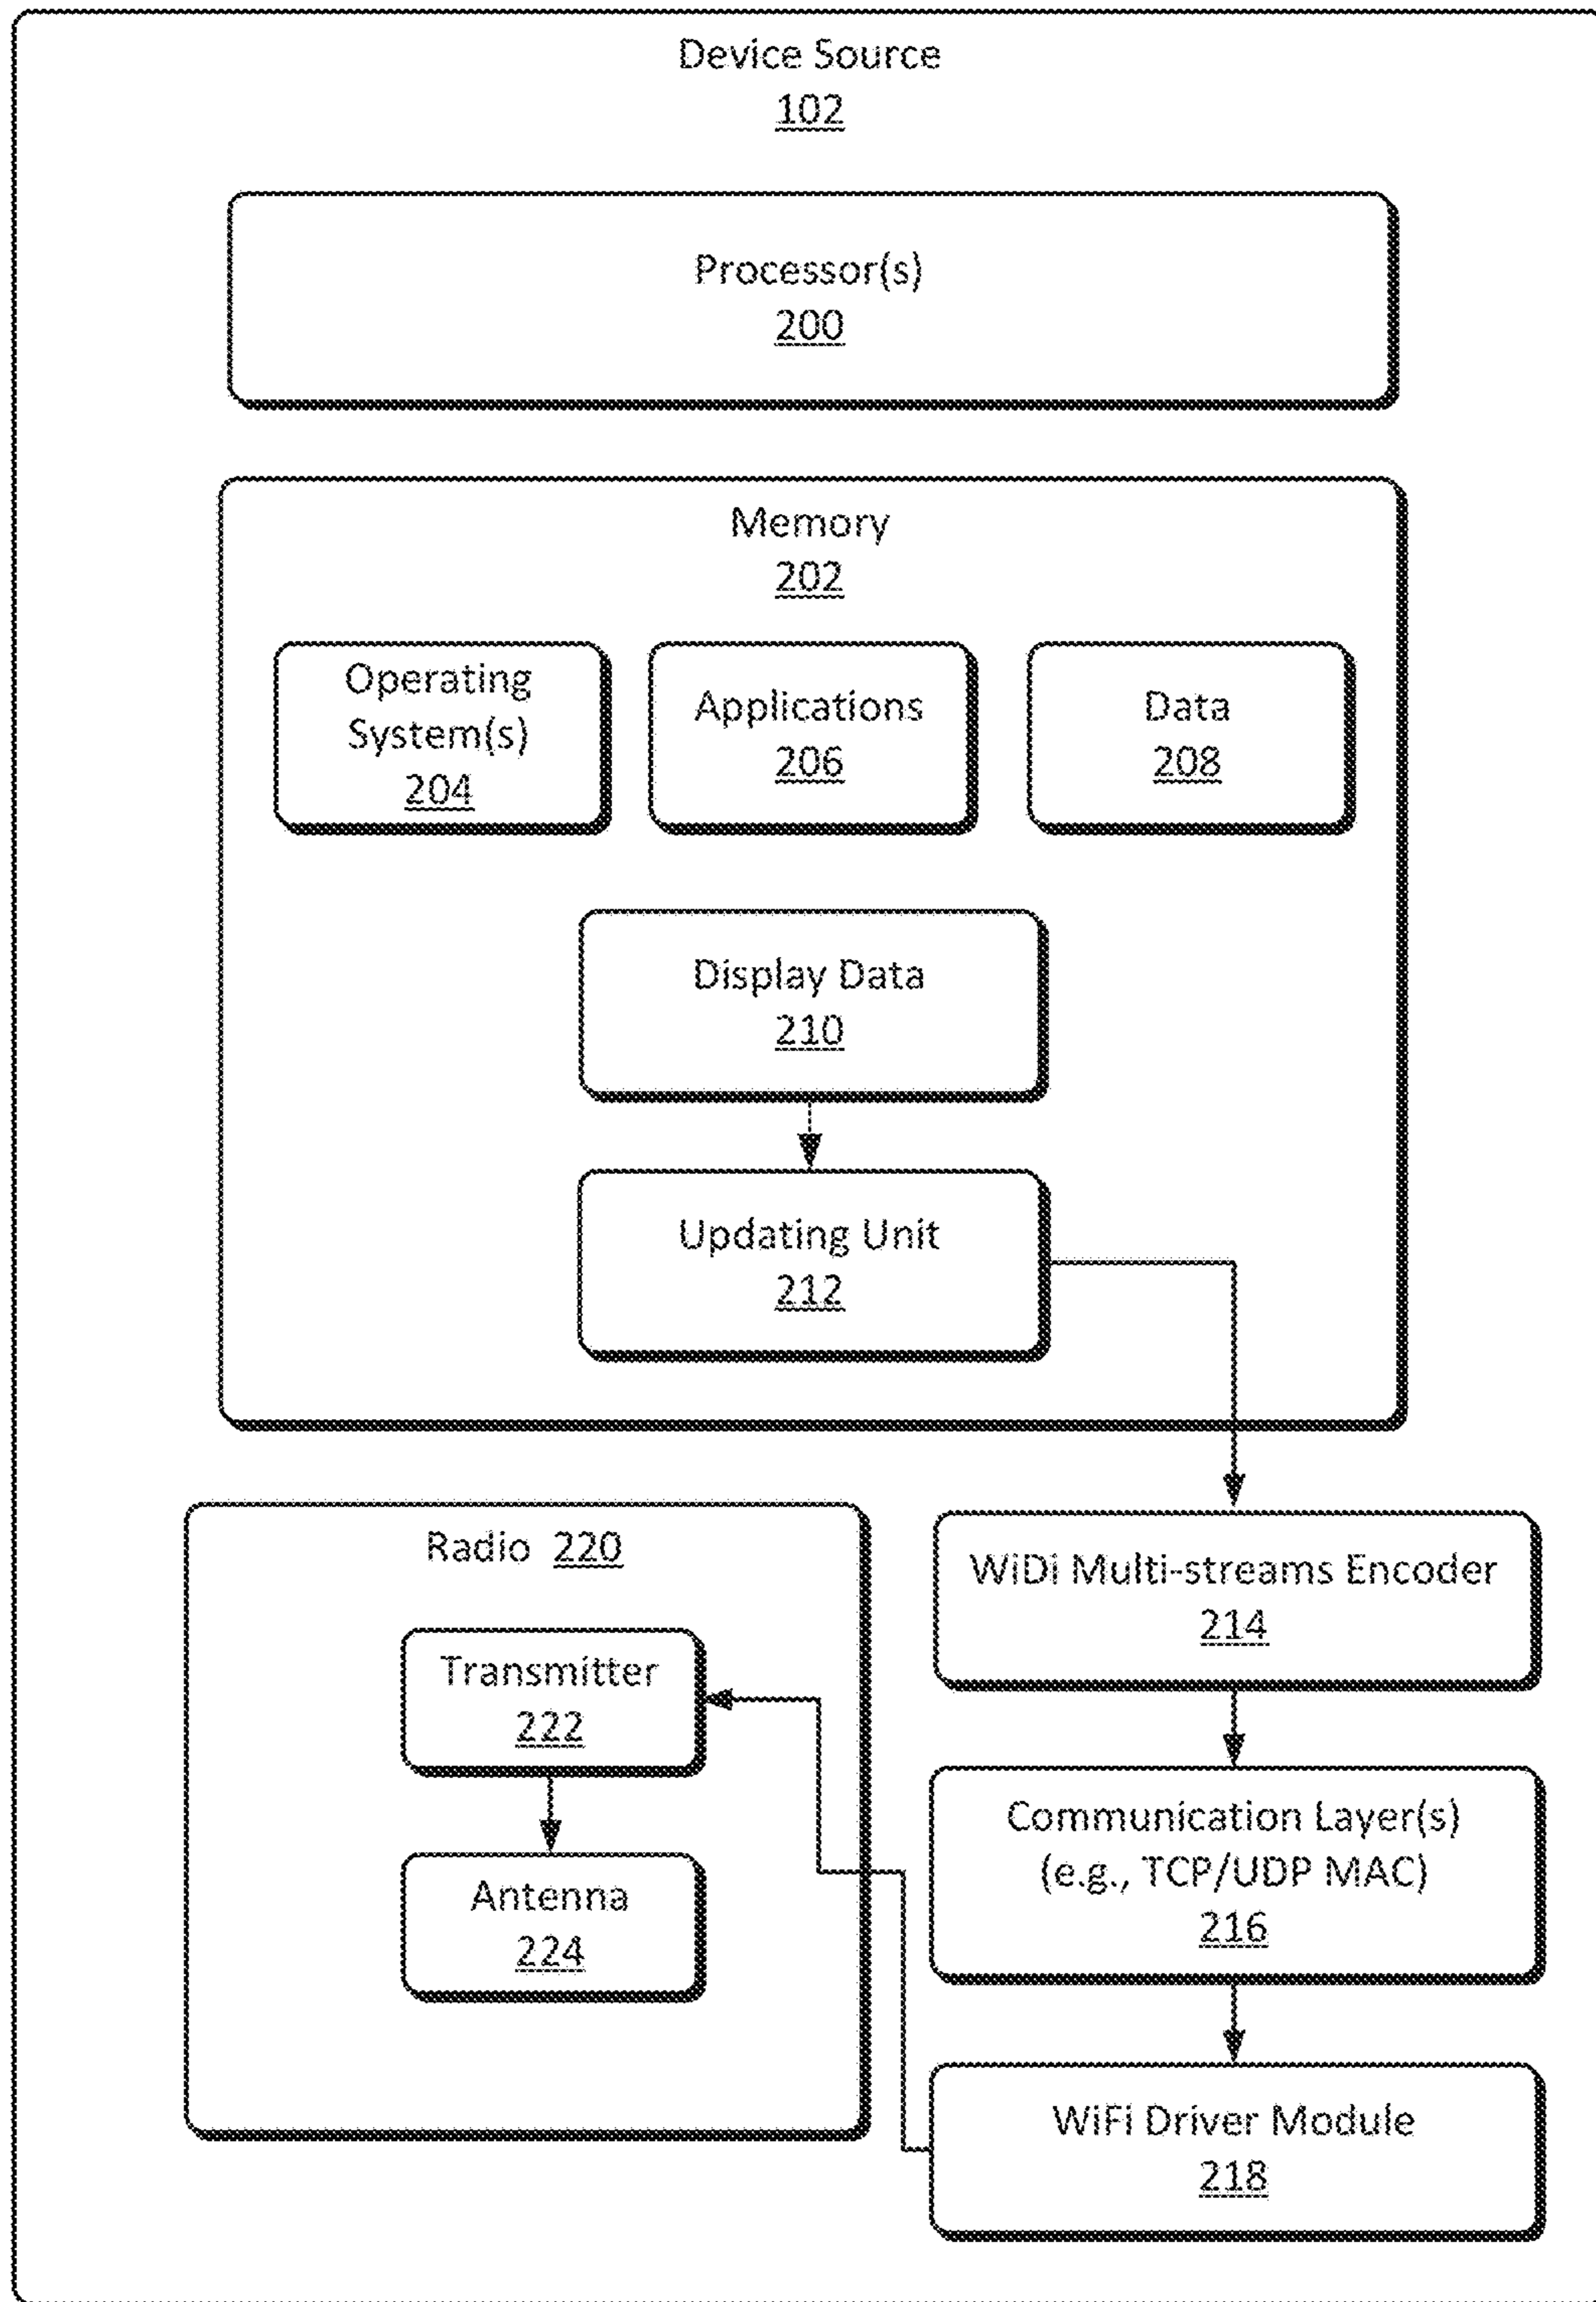 Device Source
102
Processor(s)
200
Memory
202
Operating
System(s)
204
Applications
206
Data
208
Display Data
210
Updating Unit
212
Radio 220
Transmitter
222
Antenna
224
WiDi Multi-streams Encoder
214
Communication Layer(s)
(e.g., TCP/UDP MAC)
216
WiFi Driver Module
218